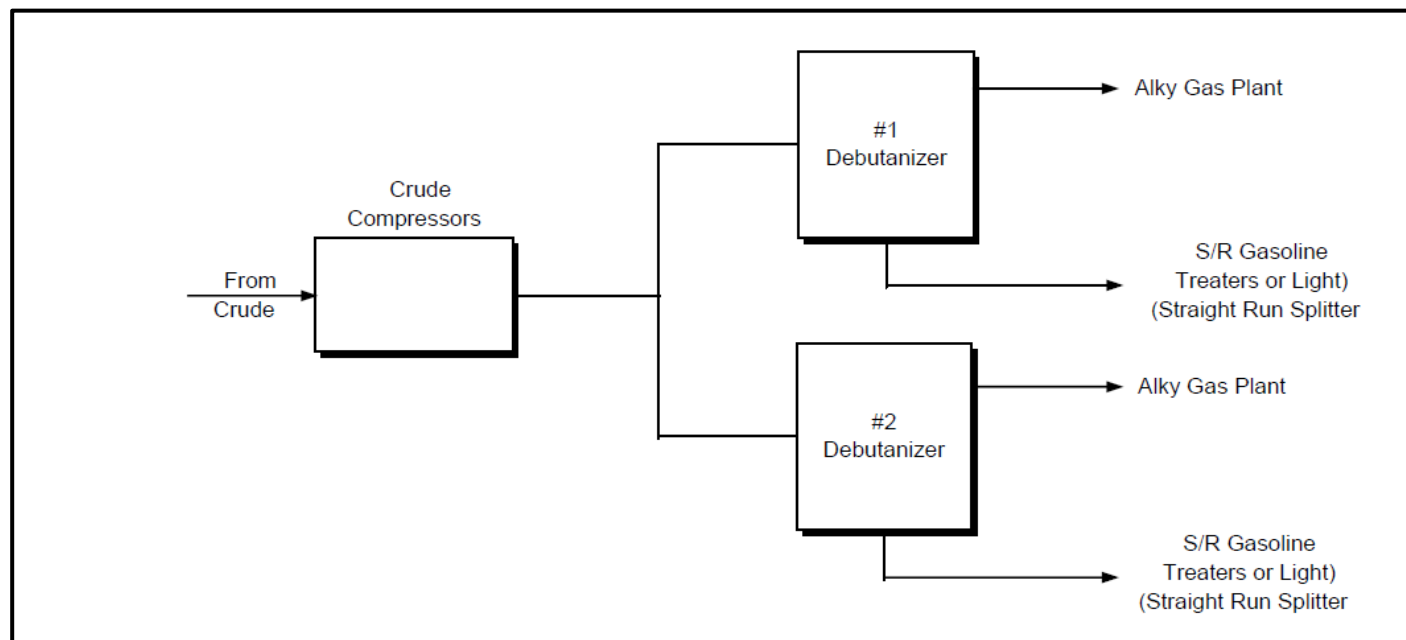 Alky Gas Plant
#1
Debutanizer
Crude
Compressors
S/R Gasoline
Treaters or Light)
(Straight Run Splitter
From
Crude
Alky Gas Plant
#2
Debutanizer
S/R Gasoline
Treaters or Light)
(Straight Run Splitter